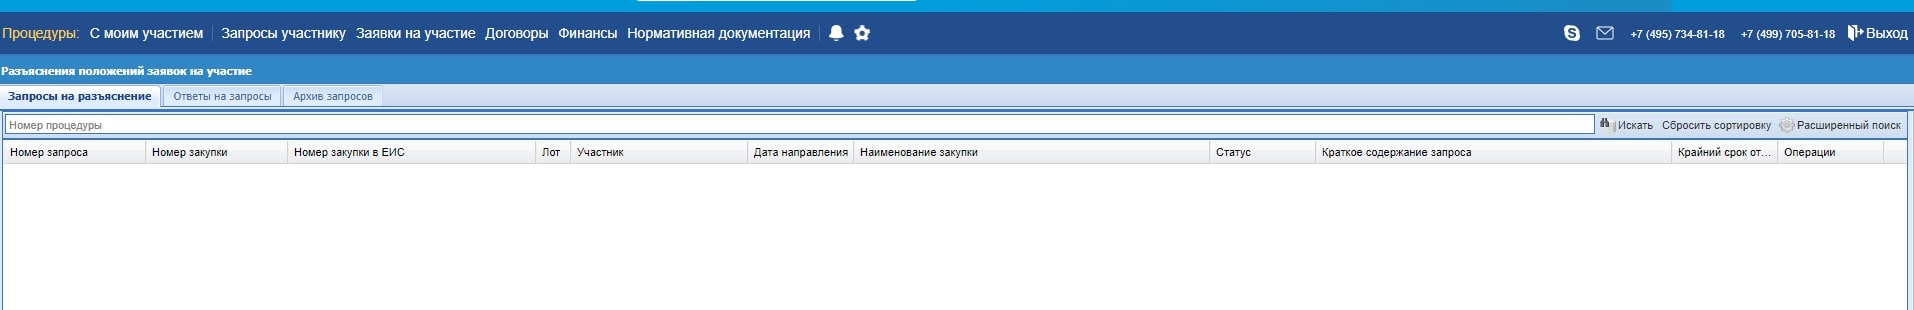 Процедуры: С моим участием Запросы участнику Заявки на участие Договоры Финансы Нормативная документация +7 (495) 734-81-18 +7 (499) 705-81-18 Выход
Разъяснения положений заявок на участие
Запросы на разъяснение Ответы на запросы Архив запросов
Номер процедуры Искать Сбросить сортировку Расширенный поиск
Номер запроса Номер закупки Номер закупки в ЕИС Лот Участник Дата направления Наименование закупки Статус Краткое содержание запроса Крайний срок от... Операции